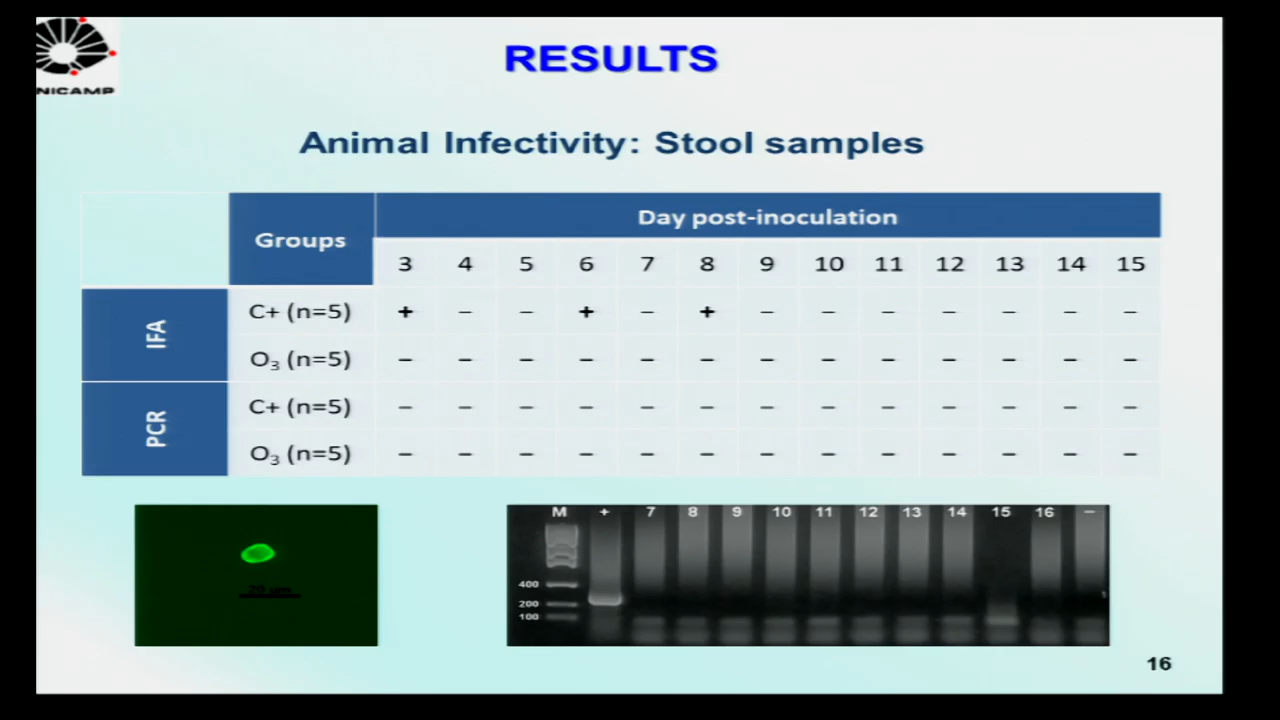 NICAMP
RESULTS
Animal Infectivity: Stool samples
Groups
Day post-inoculation
3 4 5 6 7 8 9 10 11 12 13 14 15
IFA
C+ (n=5) + – – + – + – – – – – – –
O₃ (n=5) – – – – – – – – – – – – –
PCR
C+ (n=5) – – – – – – – – – – – – –
O₃ (n=5) – – – – – – – – – – – – –
20 µm
M + 7 8 9 10 11 12 13 14 15 16 –
400
200
100
16